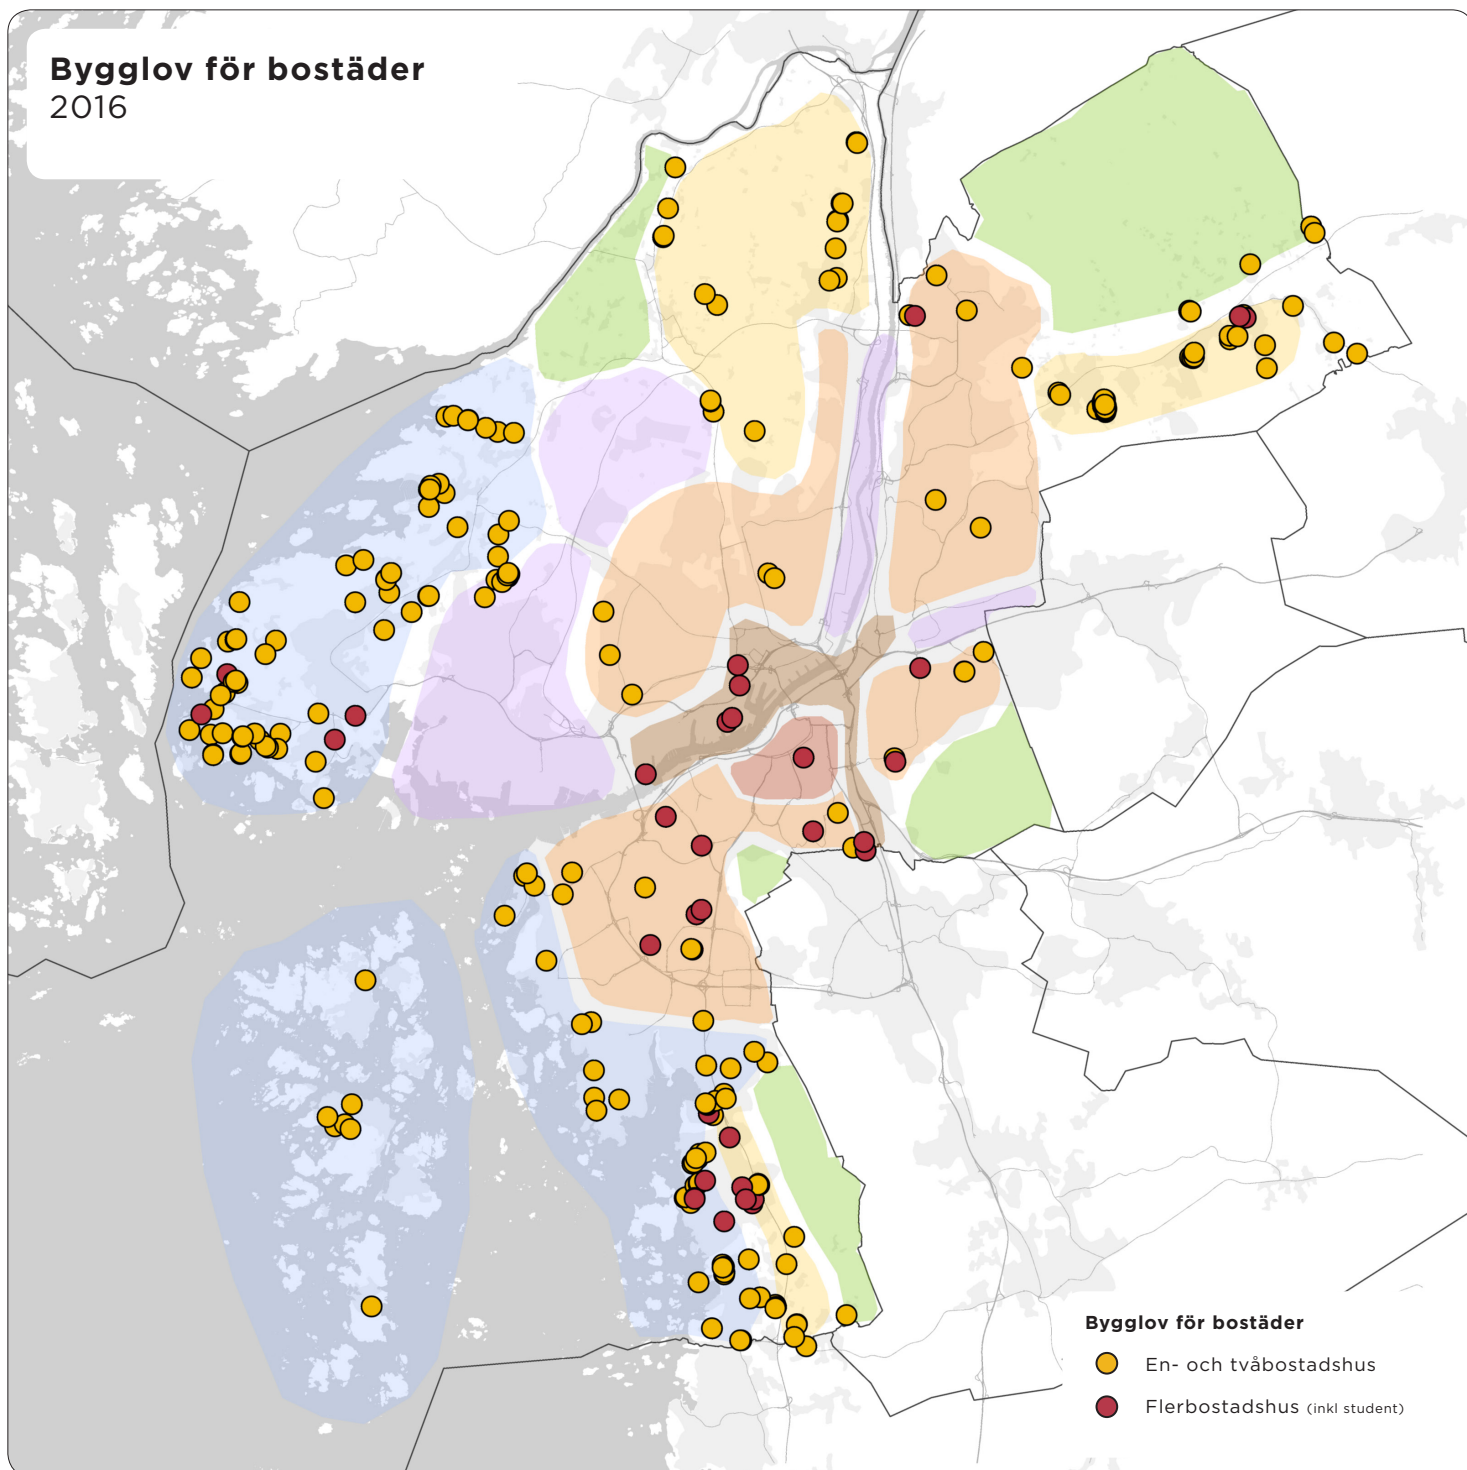 Bygglov för bostäder
2016
Bygglov för bostäder
En- och tvåbostadshus
Flerbostadshus (inkl student)